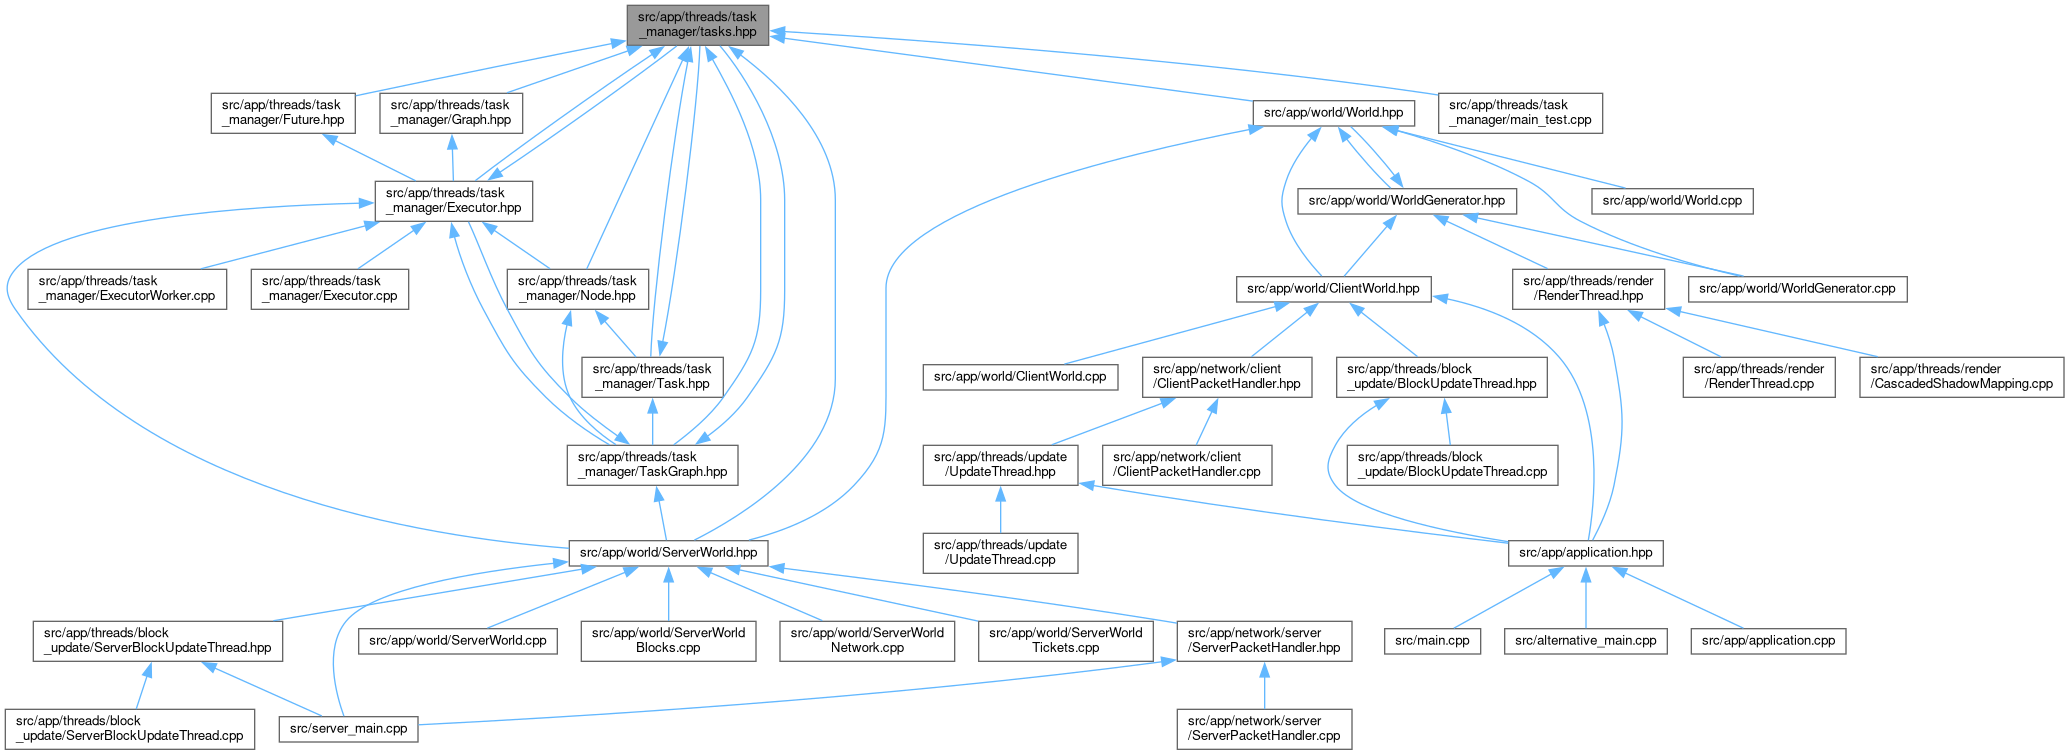 src/app/threads/task
_manager/tasks.hpp
src/app/threads/task
_manager/Future.hpp
src/app/threads/task
_manager/Graph.hpp
src/app/world/World.hpp
src/app/threads/task
_manager/main_test.cpp
src/app/threads/task
_manager/Executor.hpp
src/app/world/WorldGenerator.hpp
src/app/world/World.cpp
src/app/threads/task
_manager/ExecutorWorker.cpp
src/app/threads/task
_manager/Executor.cpp
src/app/threads/task
_manager/Node.hpp
src/app/world/ClientWorld.hpp
src/app/threads/render
/RenderThread.hpp
src/app/world/WorldGenerator.cpp
src/app/threads/task
_manager/Task.hpp
src/app/world/ClientWorld.cpp
src/app/network/client
/ClientPacketHandler.hpp
src/app/threads/block
_update/BlockUpdateThread.hpp
src/app/threads/render
/RenderThread.cpp
src/app/threads/render
/CascadedShadowMapping.cpp
src/app/threads/task
_manager/TaskGraph.hpp
src/app/threads/update
/UpdateThread.hpp
src/app/network/client
/ClientPacketHandler.cpp
src/app/threads/block
_update/BlockUpdateThread.cpp
src/app/world/ServerWorld.hpp
src/app/threads/update
/UpdateThread.cpp
src/app/application.hpp
src/app/threads/block
_update/ServerBlockUpdateThread.hpp
src/app/world/ServerWorld.cpp
src/app/world/ServerWorld
Blocks.cpp
src/app/world/ServerWorld
Network.cpp
src/app/world/ServerWorld
Tickets.cpp
src/app/network/server
/ServerPacketHandler.hpp
src/main.cpp
src/alternative_main.cpp
src/app/application.cpp
src/app/threads/block
_update/ServerBlockUpdateThread.cpp
src/server_main.cpp
src/app/network/server
/ServerPacketHandler.cpp